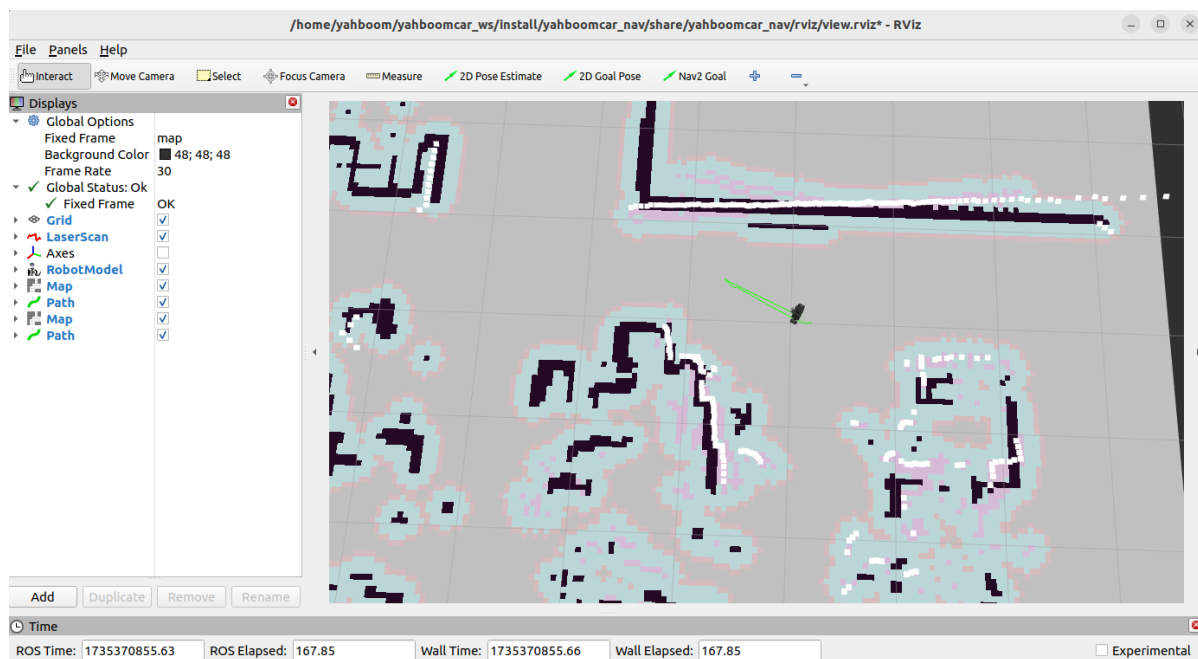 /home/yahboom/yahboomcar_ws/install/yahboomcar_nav/share/yahboomcar_nav/rviz/view.rviz* - RViz
File Panels Help
Interact Move Camera Select Focus Camera Measure 2D Pose Estimate 2D Goal Pose Nav2 Goal
Displays
Global Options
Fixed Frame map
Background Color 48; 48; 48
Frame Rate 30
Global Status: Ok
Fixed Frame OK
Grid
LaserScan
Axes
RobotModel
Map
Path
Map
Path
Add Duplicate Remove Rename
Time
ROS Time: 1735370855.63 ROS Elapsed: 167.85 Wall Time: 1735370855.66 Wall Elapsed: 167.85 Experimental